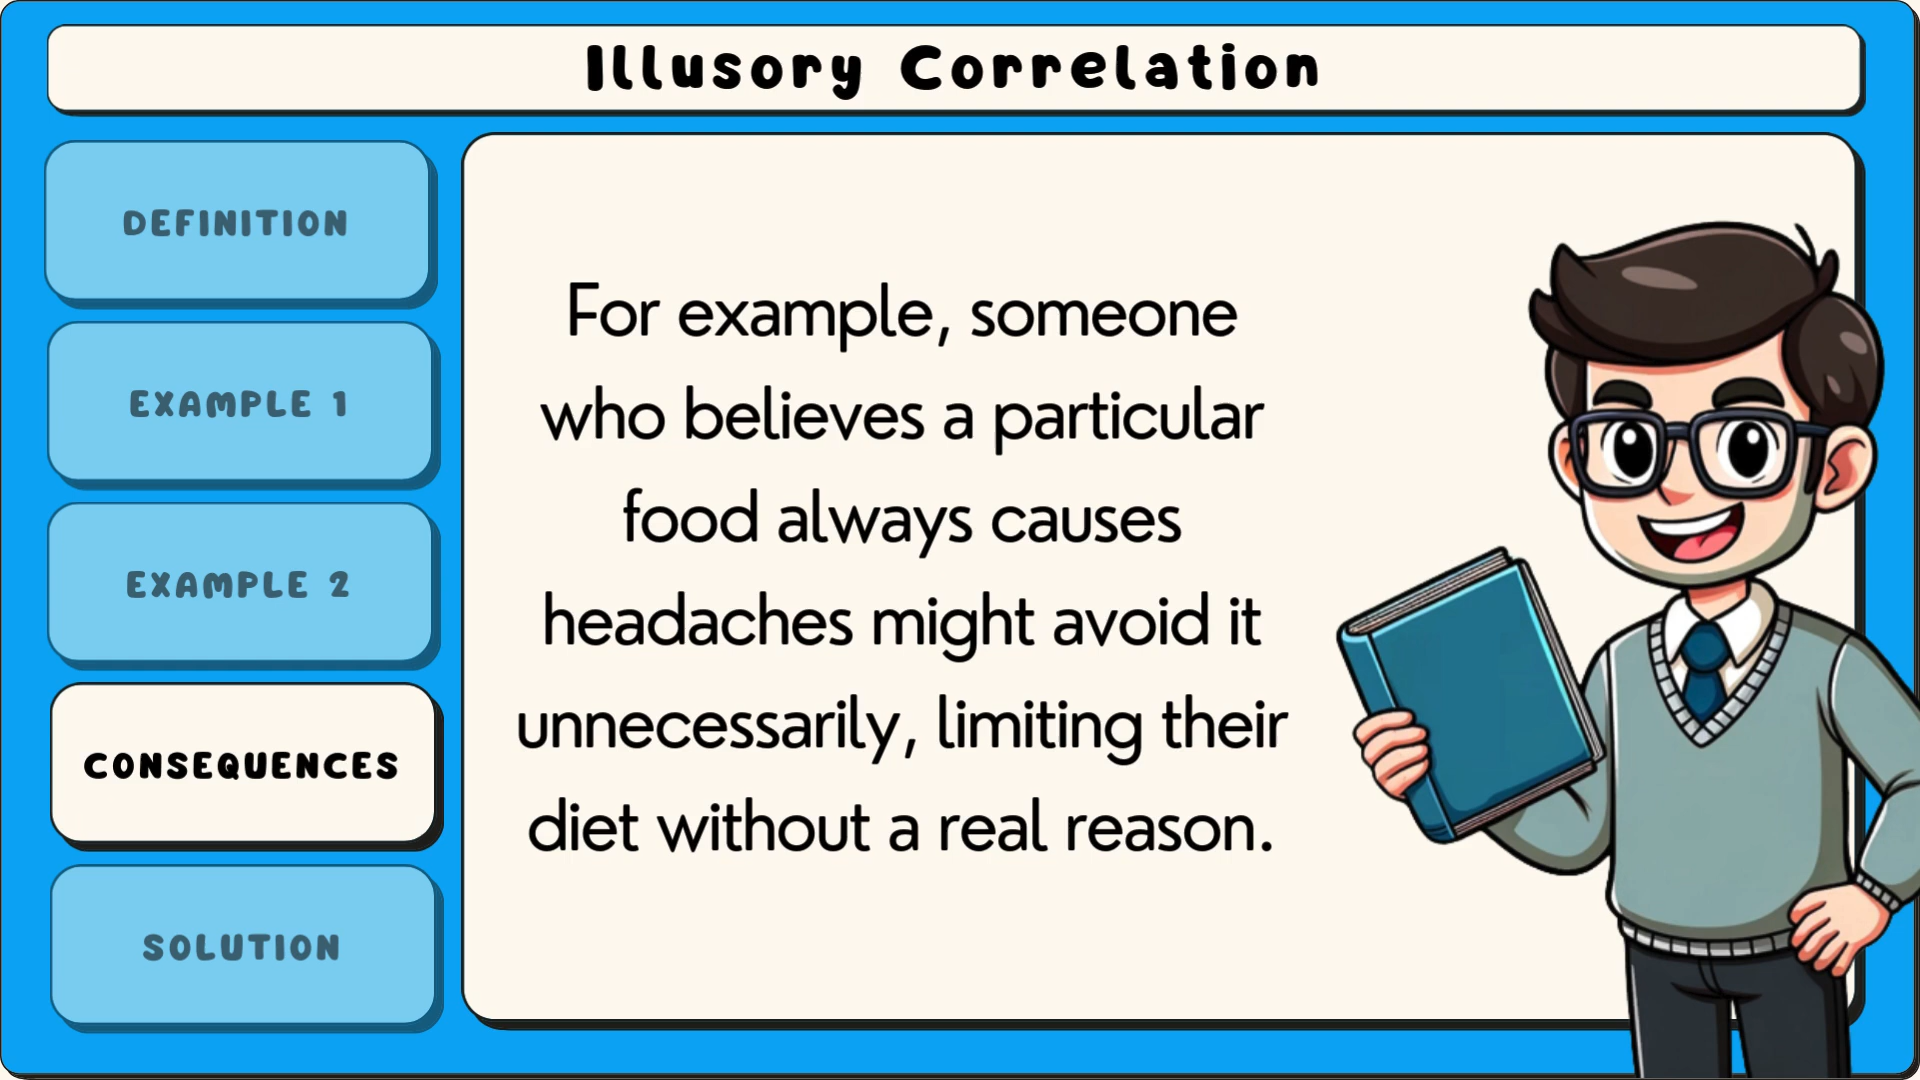 Illusory Correlation
DEFINITION
EXAMPLE 1
EXAMPLE 2
CONSEQUENCES
SOLUTION
For example, someone
who believes a particular
food always causes
headaches might avoid it
unnecessarily, limiting their
diet without a real reason.